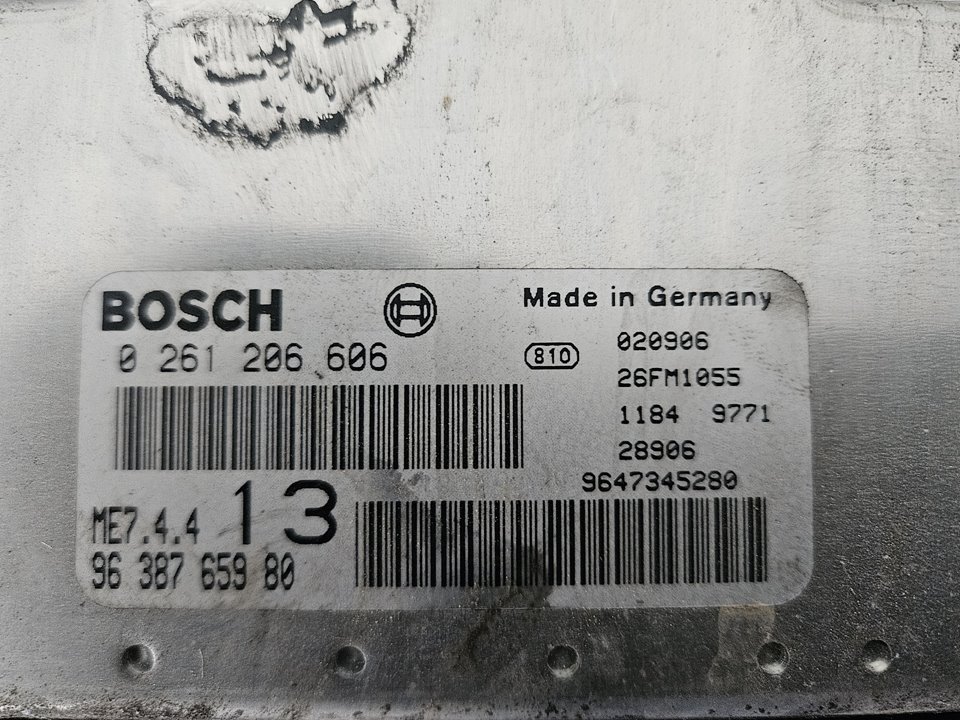 BOSCH
0 261 206 606
Made in Germany
810
020906
26FM1055
1184 9771
28906
9647345280
ME7.4.4 13
96 387 659 80